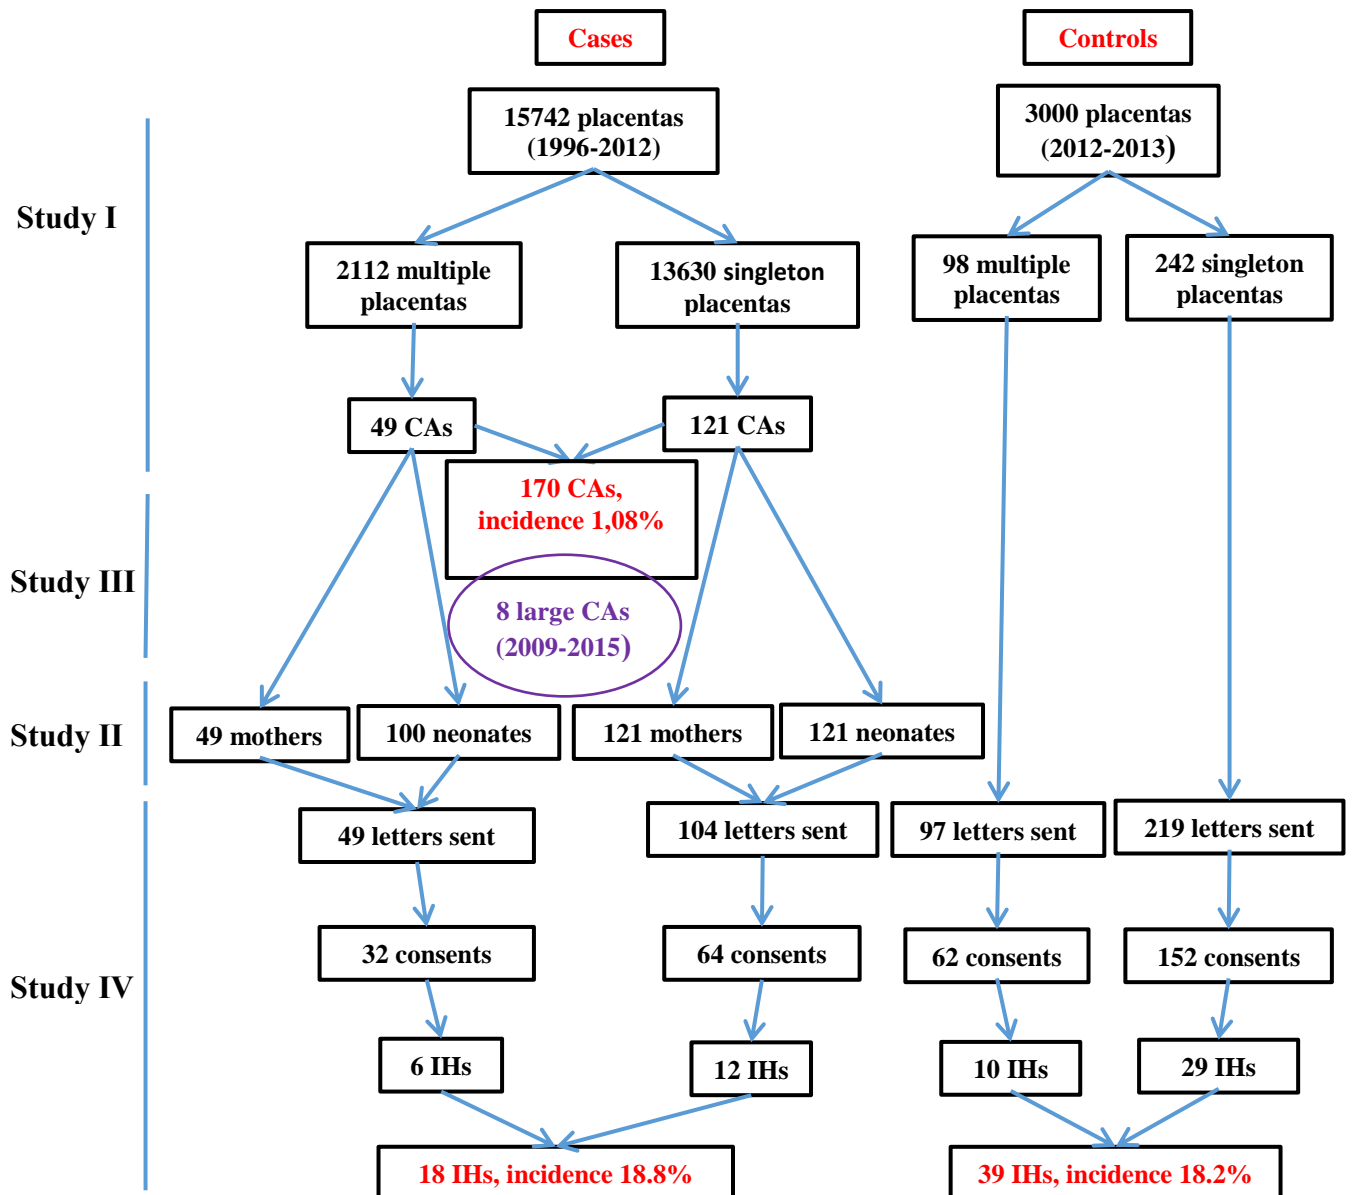 Cases
Controls
15742 placentas
(1996-2012)
3000 placentas
(2012-2013)
Study I
2112 multiple
placentas
13630 singleton
placentas
98 multiple
placentas
242 singleton
placentas
49 CAs
121 CAs
170 CAs,
incidence 1,08%
Study III
8 large CAs
(2009-2015)
Study II
49 mothers
100 neonates
121 mothers
121 neonates
49 letters sent
104 letters sent
97 letters sent
219 letters sent
32 consents
64 consents
62 consents
152 consents
Study IV
6 IHs
12 IHs
10 IHs
29 IHs
18 IHs, incidence 18.8%
39 IHs, incidence 18.2%